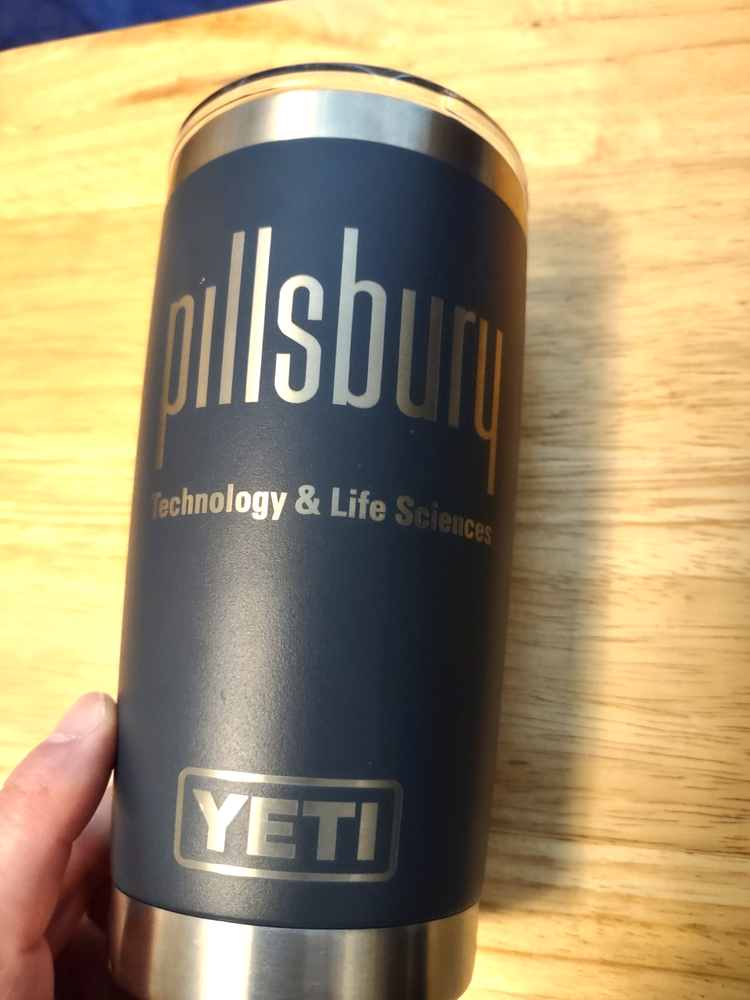 pillsbury
Technology & Life Sciences
YETI